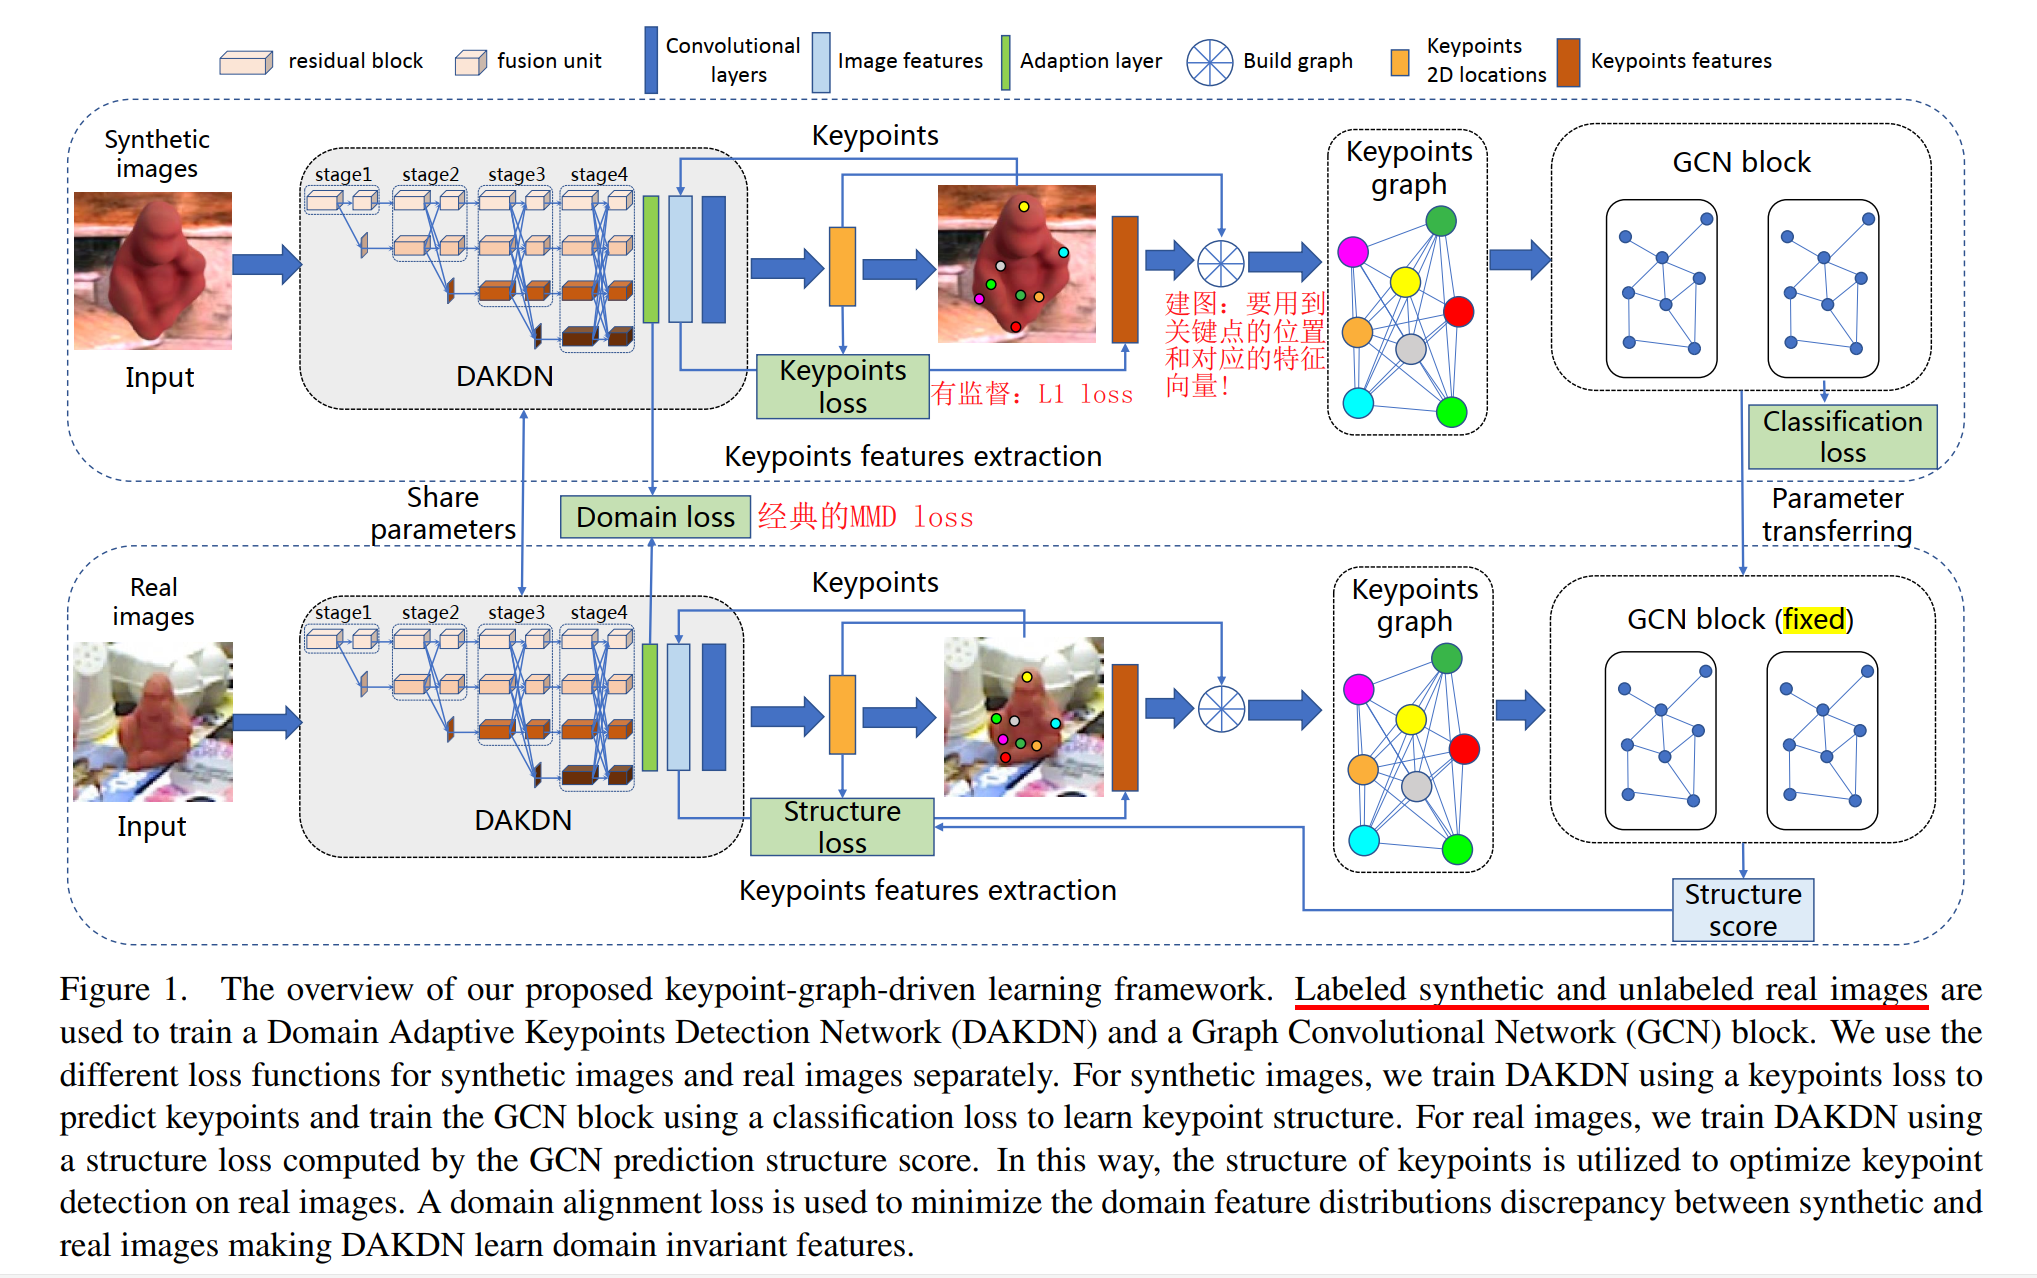 residual block
fusion unit
Convolutional
layers
Image features
Adaption layer
Build graph
Keypoints
2D locations
Keypoints features
Synthetic
images
Input
stage1
stage2
stage3
stage4
DAKDN
Keypoints
Keypoints
loss
有监督：L1 loss
建图：要用到
关键点的位置
和对应的特征
向量！
Keypoints
graph
GCN block
Classification
loss
Keypoints features extraction
Share
parameters
Domain loss
经典的MMD loss
Parameter
transferring
Real
images
Input
stage1
stage2
stage3
stage4
DAKDN
Keypoints
Structure
loss
Keypoints
graph
GCN block (fixed)
Structure
score
Keypoints features extraction
Figure 1. The overview of our proposed keypoint-graph-driven learning framework. Labeled synthetic and unlabeled real images are
used to train a Domain Adaptive Keypoints Detection Network (DAKDN) and a Graph Convolutional Network (GCN) block. We use the
different loss functions for synthetic images and real images separately. For synthetic images, we train DAKDN using a keypoints loss to
predict keypoints and train the GCN block using a classification loss to learn keypoint structure. For real images, we train DAKDN using
a structure loss computed by the GCN prediction structure score. In this way, the structure of keypoints is utilized to optimize keypoint
detection on real images. A domain alignment loss is used to minimize the domain feature distributions discrepancy between synthetic and
real images making DAKDN learn domain invariant features.